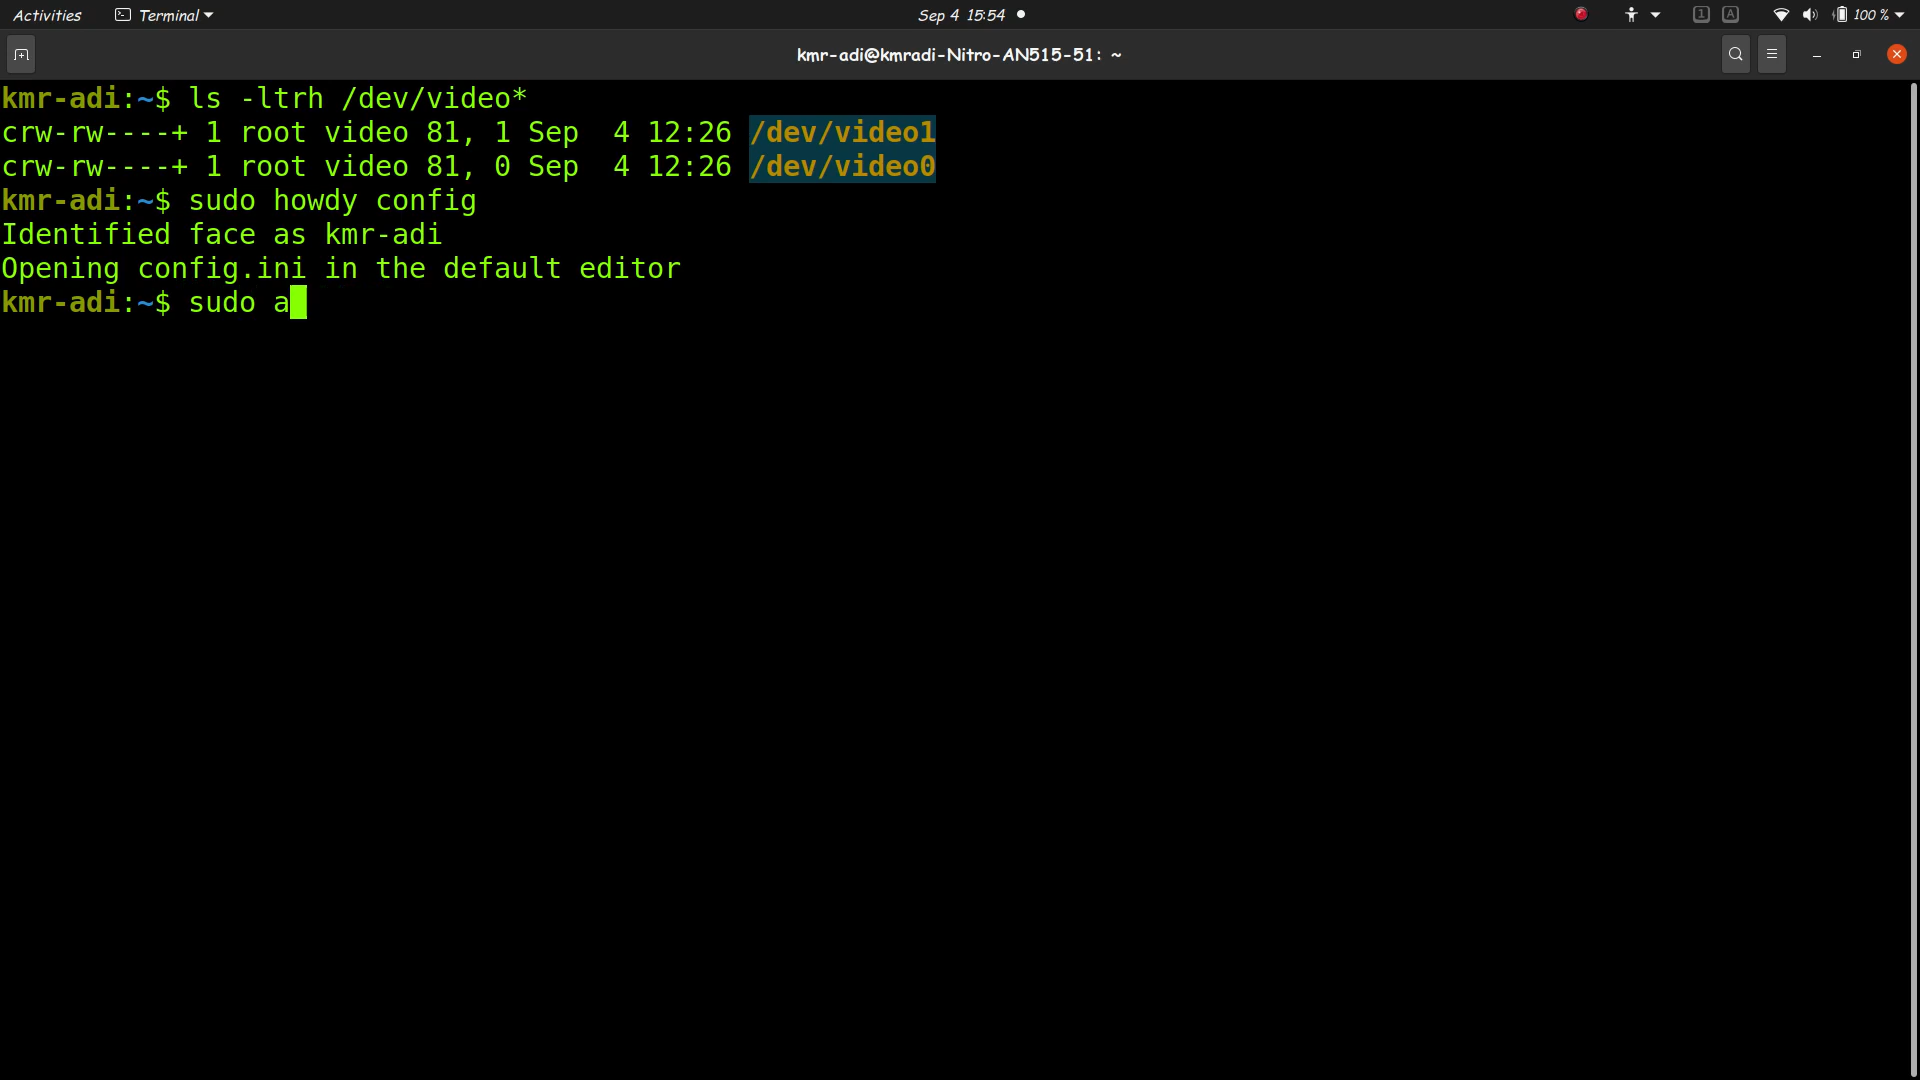 Activities Terminal Sep 4 15:54 1 A 100 %
kmr-adi@kmradi-Nitro-AN515-51: ~
kmr-adi:~$ ls -ltrh /dev/video*
crw-rw----+ 1 root video 81, 1 Sep  4 12:26 /dev/video1
crw-rw----+ 1 root video 81, 0 Sep  4 12:26 /dev/video0
kmr-adi:~$ sudo howdy config
Identified face as kmr-adi
Opening config.ini in the default editor
kmr-adi:~$ sudo a